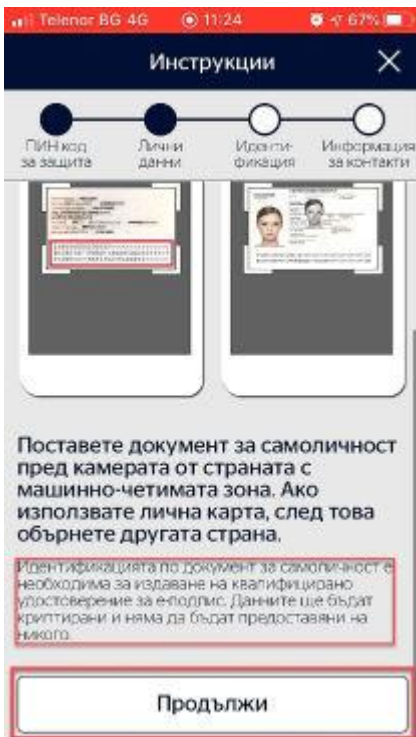 Telenor BG 4G 11:24 67%
Инструкции
ПИН код
за защита
Лични
данни
Иденти-
фикация
Информация
за контакти
Поставете документ за самоличност
пред камерата от страната с
машинно-четимата зона. Ако
използвате лична карта, след това
обърнете другата страна.
Идентификацията по документ за самоличност е
необходима за издаване на квалифицирано
удостоверение за е-подпис. Данните ще бъдат
криптирани и няма да бъдат предоставяни на
никого.
Продължи